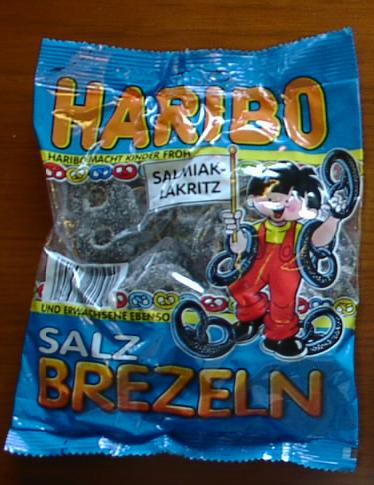 HARIBO
HARIBO MACHT KINDER FROH
SALMIAK-
LAKRITZ
UND ERWACHSENE EBENSO
SALZ
BREZELN